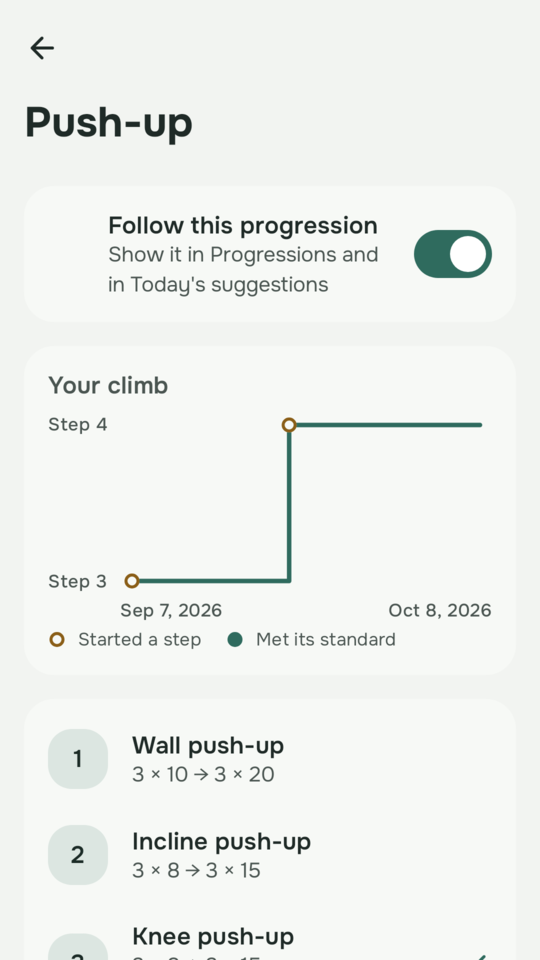 Push-up
Follow this progression
Show it in Progressions and
in Today's suggestions
Your climb
Step 4
Step 3
Sep 7, 2026
Oct 8, 2026
Started a step
Met its standard
1
Wall push-up
3 × 10 → 3 × 20
2
Incline push-up
3 × 8 → 3 × 15
Knee push-up